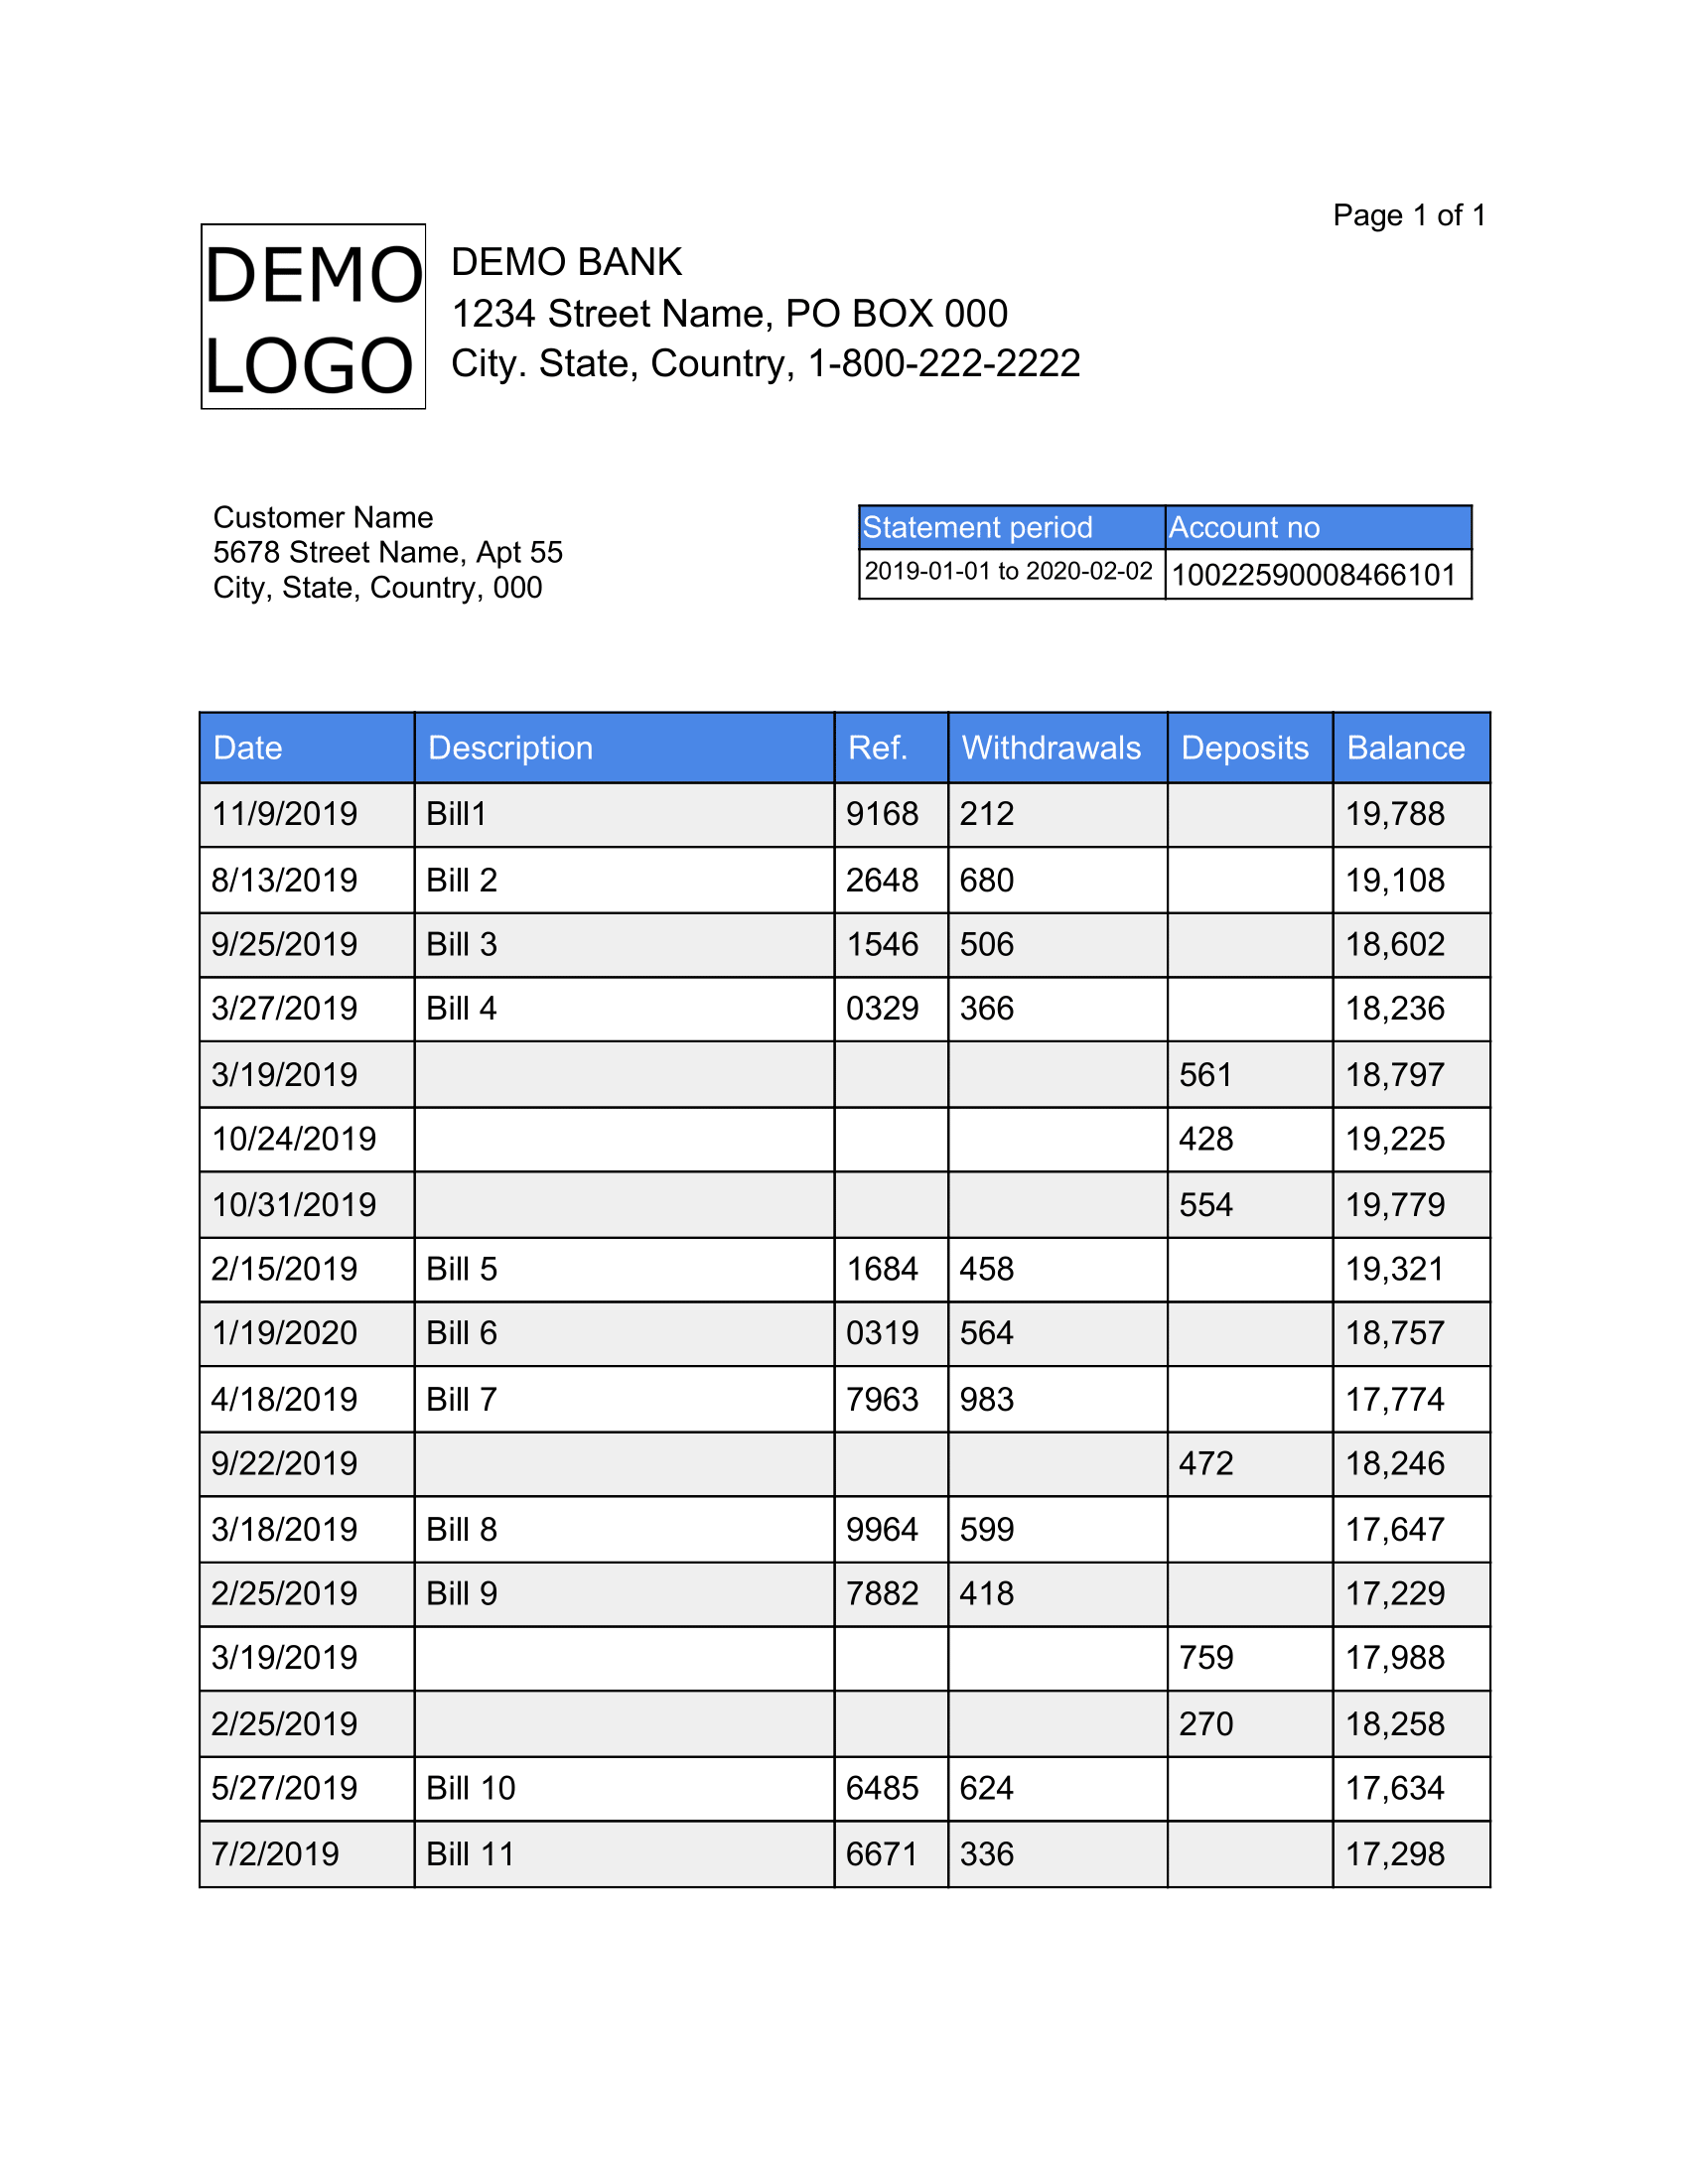 Page 1 of 1
DEMO
LOGO
DEMO BANK
1234 Street Name, PO BOX 000
City. State, Country, 1-800-222-2222
Customer Name
5678 Street Name, Apt 55
City, State, Country, 000
Statement period Account no
2019-01-01 to 2020-02-02 10022590008466101
Date Description Ref. Withdrawals Deposits Balance
11/9/2019 Bill1 9168 212 19,788
8/13/2019 Bill 2 2648 680 19,108
9/25/2019 Bill 3 1546 506 18,602
3/27/2019 Bill 4 0329 366 18,236
3/19/2019 561 18,797
10/24/2019 428 19,225
10/31/2019 554 19,779
2/15/2019 Bill 5 1684 458 19,321
1/19/2020 Bill 6 0319 564 18,757
4/18/2019 Bill 7 7963 983 17,774
9/22/2019 472 18,246
3/18/2019 Bill 8 9964 599 17,647
2/25/2019 Bill 9 7882 418 17,229
3/19/2019 759 17,988
2/25/2019 270 18,258
5/27/2019 Bill 10 6485 624 17,634
7/2/2019 Bill 11 6671 336 17,298